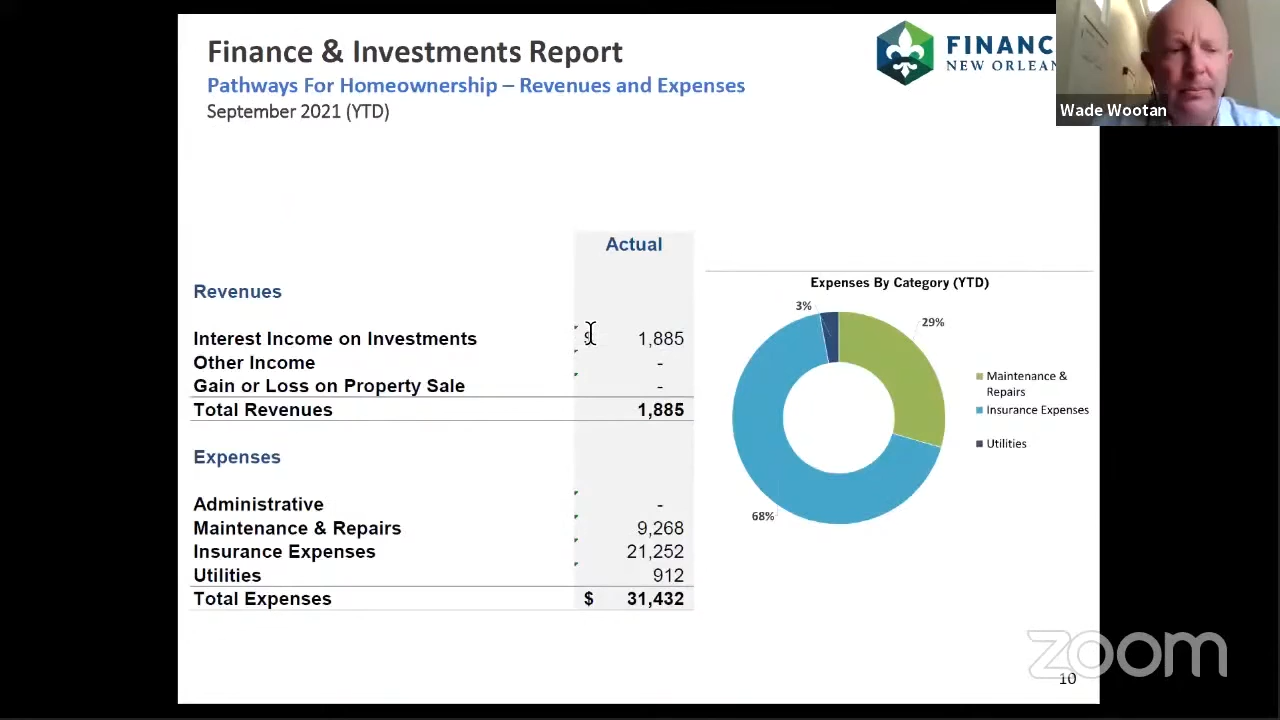 Finance & Investments Report
Pathways For Homeownership – Revenues and Expenses
September 2021 (YTD)
FINANC
NEW ORLEAN
Wade Wootan
Actual
Revenues
Interest Income on Investments $ 1,885
Other Income -
Gain or Loss on Property Sale -
Total Revenues 1,885
Expenses
Administrative -
Maintenance & Repairs 9,268
Insurance Expenses 21,252
Utilities 912
Total Expenses $ 31,432
Expenses By Category (YTD)
3%
29%
68%
Maintenance &
Repairs
Insurance Expenses
Utilities
zoom
10